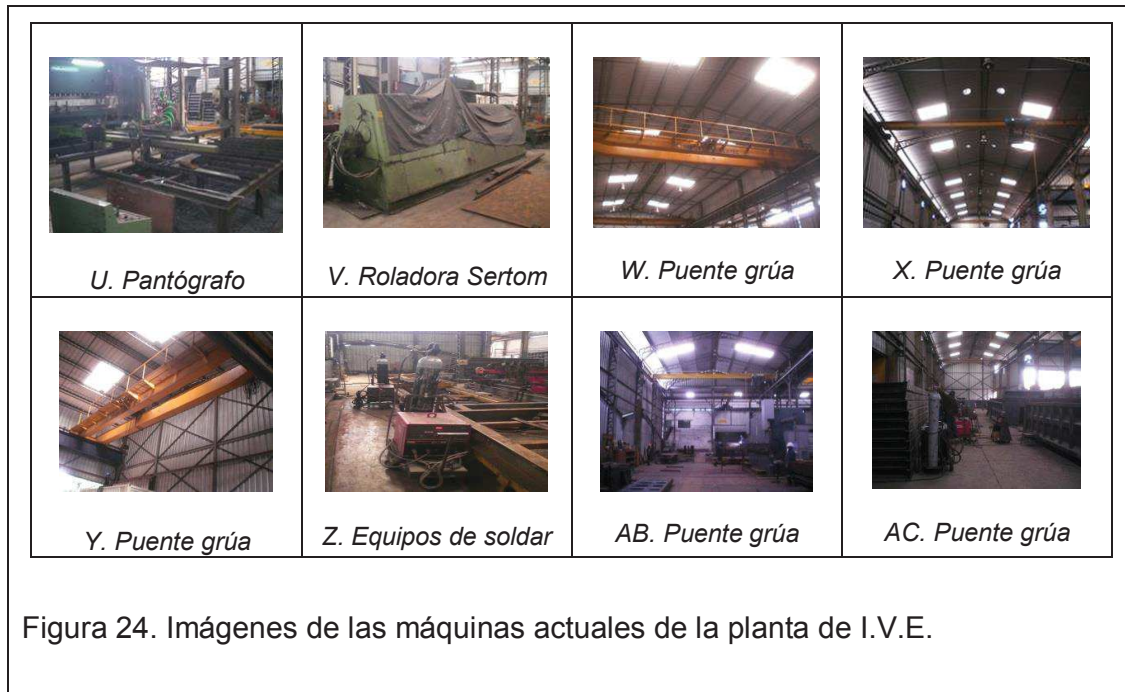 U. Pantógrafo
V. Roladora Sertom
W. Puente grúa
X. Puente grúa
Y. Puente grúa
Z. Equipos de soldar
AB. Puente grúa
AC. Puente grúa
Figura 24. Imágenes de las máquinas actuales de la planta de I.V.E.